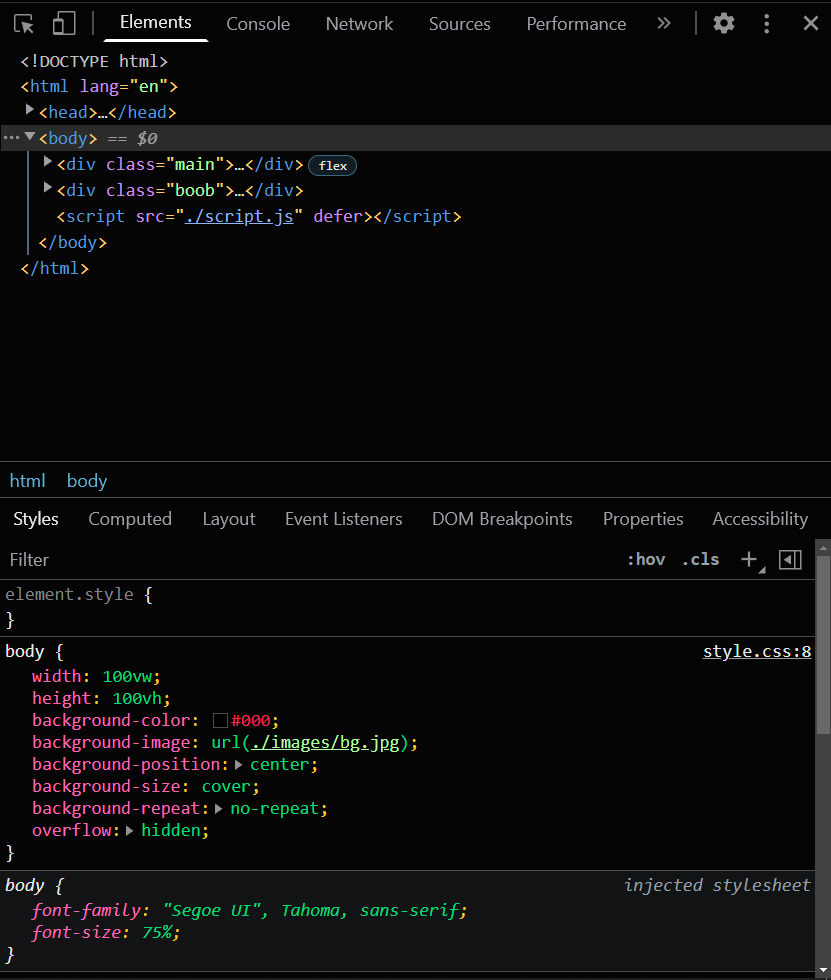 Elements Console Network Sources Performance
<!DOCTYPE html>
<html lang="en">
<head>…</head>
<body> == $0
<div class="main">…</div> flex
<div class="boob">…</div>
<script src="./script.js" defer></script>
</body>
</html>
html body
Styles Computed Layout Event Listeners DOM Breakpoints Properties Accessibility
Filter :hov .cls
element.style {
}
body { style.css:8
width: 100vw;
height: 100vh;
background-color: #000;
background-image: url(./images/bg.jpg);
background-position: center;
background-size: cover;
background-repeat: no-repeat;
overflow: hidden;
}
body { injected stylesheet
font-family: "Segoe UI", Tahoma, sans-serif;
font-size: 75%;
}